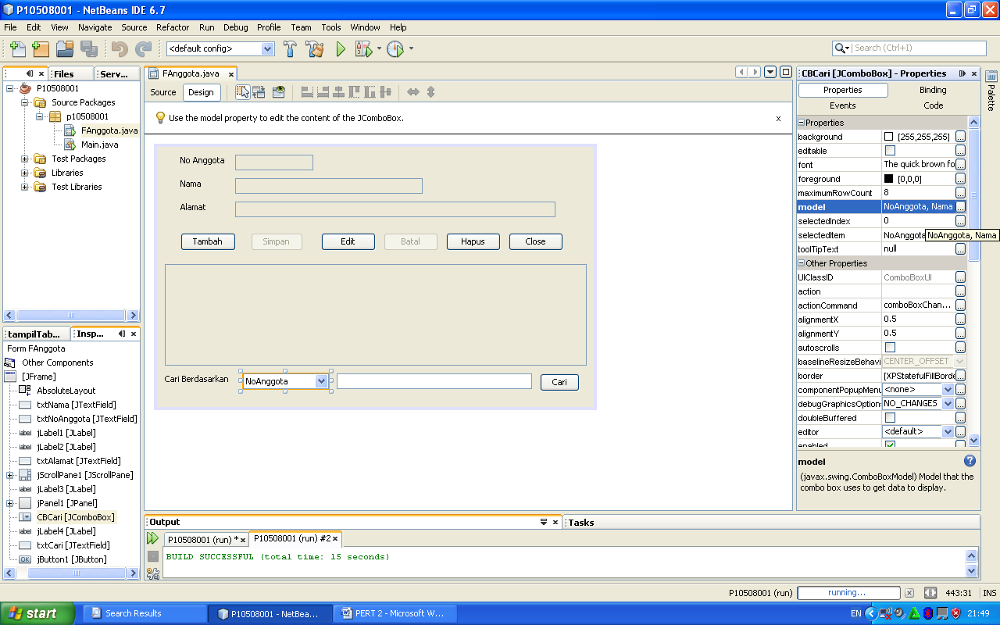 P10508001 - NetBeans IDE 6.7
File Edit View Navigate Source Refactor Run Debug Profile Team Tools Window Help
<default config>
Search (Ctrl+I)
Files
Serv...
P10508001
Source Packages
p10508001
FAnggota.java
Main.java
Test Packages
Libraries
Test Libraries
tampilTab...
Insp...
Form FAnggota
Other Components
[JFrame]
AbsoluteLayout
txtNama [JTextField]
txtNoAnggota [JTextField]
label jLabel1 [JLabel]
label jLabel2 [JLabel]
txtAlamat [JTextField]
jScrollPane1 [JScrollPane]
label jLabel3 [JLabel]
jPanel1 [JPanel]
CBCari [JComboBox]
label jLabel4 [JLabel]
txtCari [JTextField]
OK jButton1 [JButton]
FAnggota.java
Source Design
Use the model property to edit the content of the JComboBox.
x
No Anggota
Nama
Alamat
Tambah Simpan Edit Batal Hapus Close
Cari Berdasarkan NoAnggota Cari
Output
Tasks
P10508001 (run) *
P10508001 (run) #2
BUILD SUCCESSFUL (total time: 15 seconds)
CBCari [JComboBox] - Properties
Properties Binding
Events Code
Properties
background [255,255,255] ...
editable ...
font The quick brown fo ...
foreground [0,0,0] ...
maximumRowCount 8 ...
model NoAnggota, Nama ...
selectedIndex 0 ...
selectedItem NoAnggota
NoAnggota, Nama
toolTipText null ...
Other Properties
UIClassID ComboBoxUI ...
action ...
actionCommand comboBoxChan... ...
alignmentX 0.5 ...
alignmentY 0.5 ...
autoscrolls ...
baselineResizeBehavi CENTER_OFFSET
border [XPStatefulFillBorde ...
componentPopupMenu <none> ...
debugGraphicsOptions NO_CHANGES ...
doubleBuffered ...
editor <default> ...
enabled
model
(javax.swing.ComboBoxModel) Model that the
combo box uses to get data to display.
Palette
P10508001 (run) running... 443:31 INS
start
Search Results
P10508001 - NetBea...
PERT 2 - Microsoft W...
EN
21:49